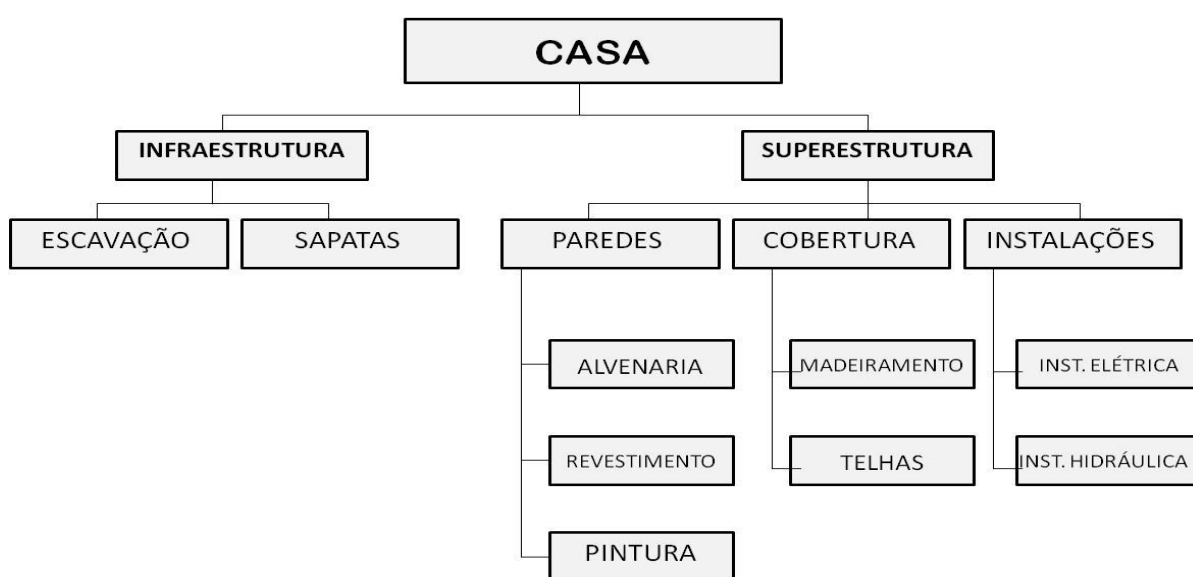 CASA
INFRAESTRUTURA
SUPERESTRUTURA
ESCAVAÇÃO
SAPATAS
PAREDES
COBERTURA
INSTALAÇÕES
ALVENARIA
MADEIRAMENTO
INST. ELÉTRICA
REVESTIMENTO
TELHAS
INST. HIDRÁULICA
PINTURA